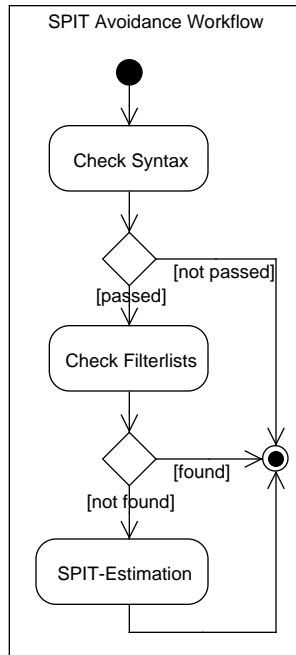 SPIT Avoidance Workflow
Check Syntax
[not passed]
[passed]
Check Filterlists
[found]
[not found]
SPIT-Estimation